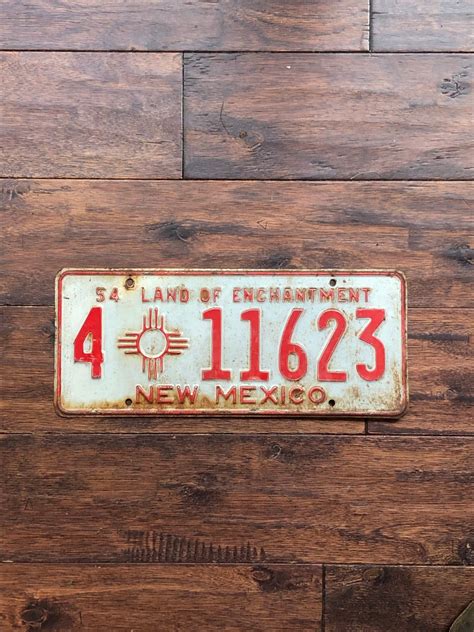 54 LAND OF ENCHANTMENT
4 11623
NEW MEXICO